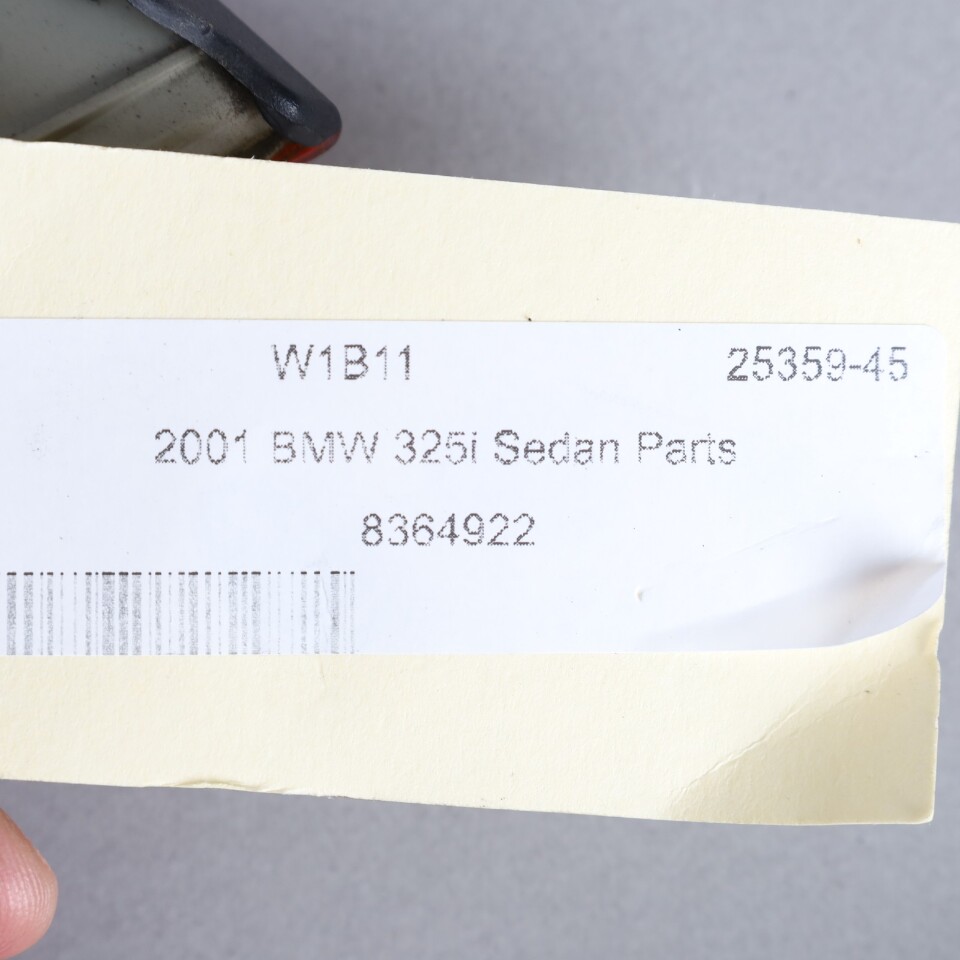 W1B11 25359-45
2001 BMW 325i Sedan Parts
8364922